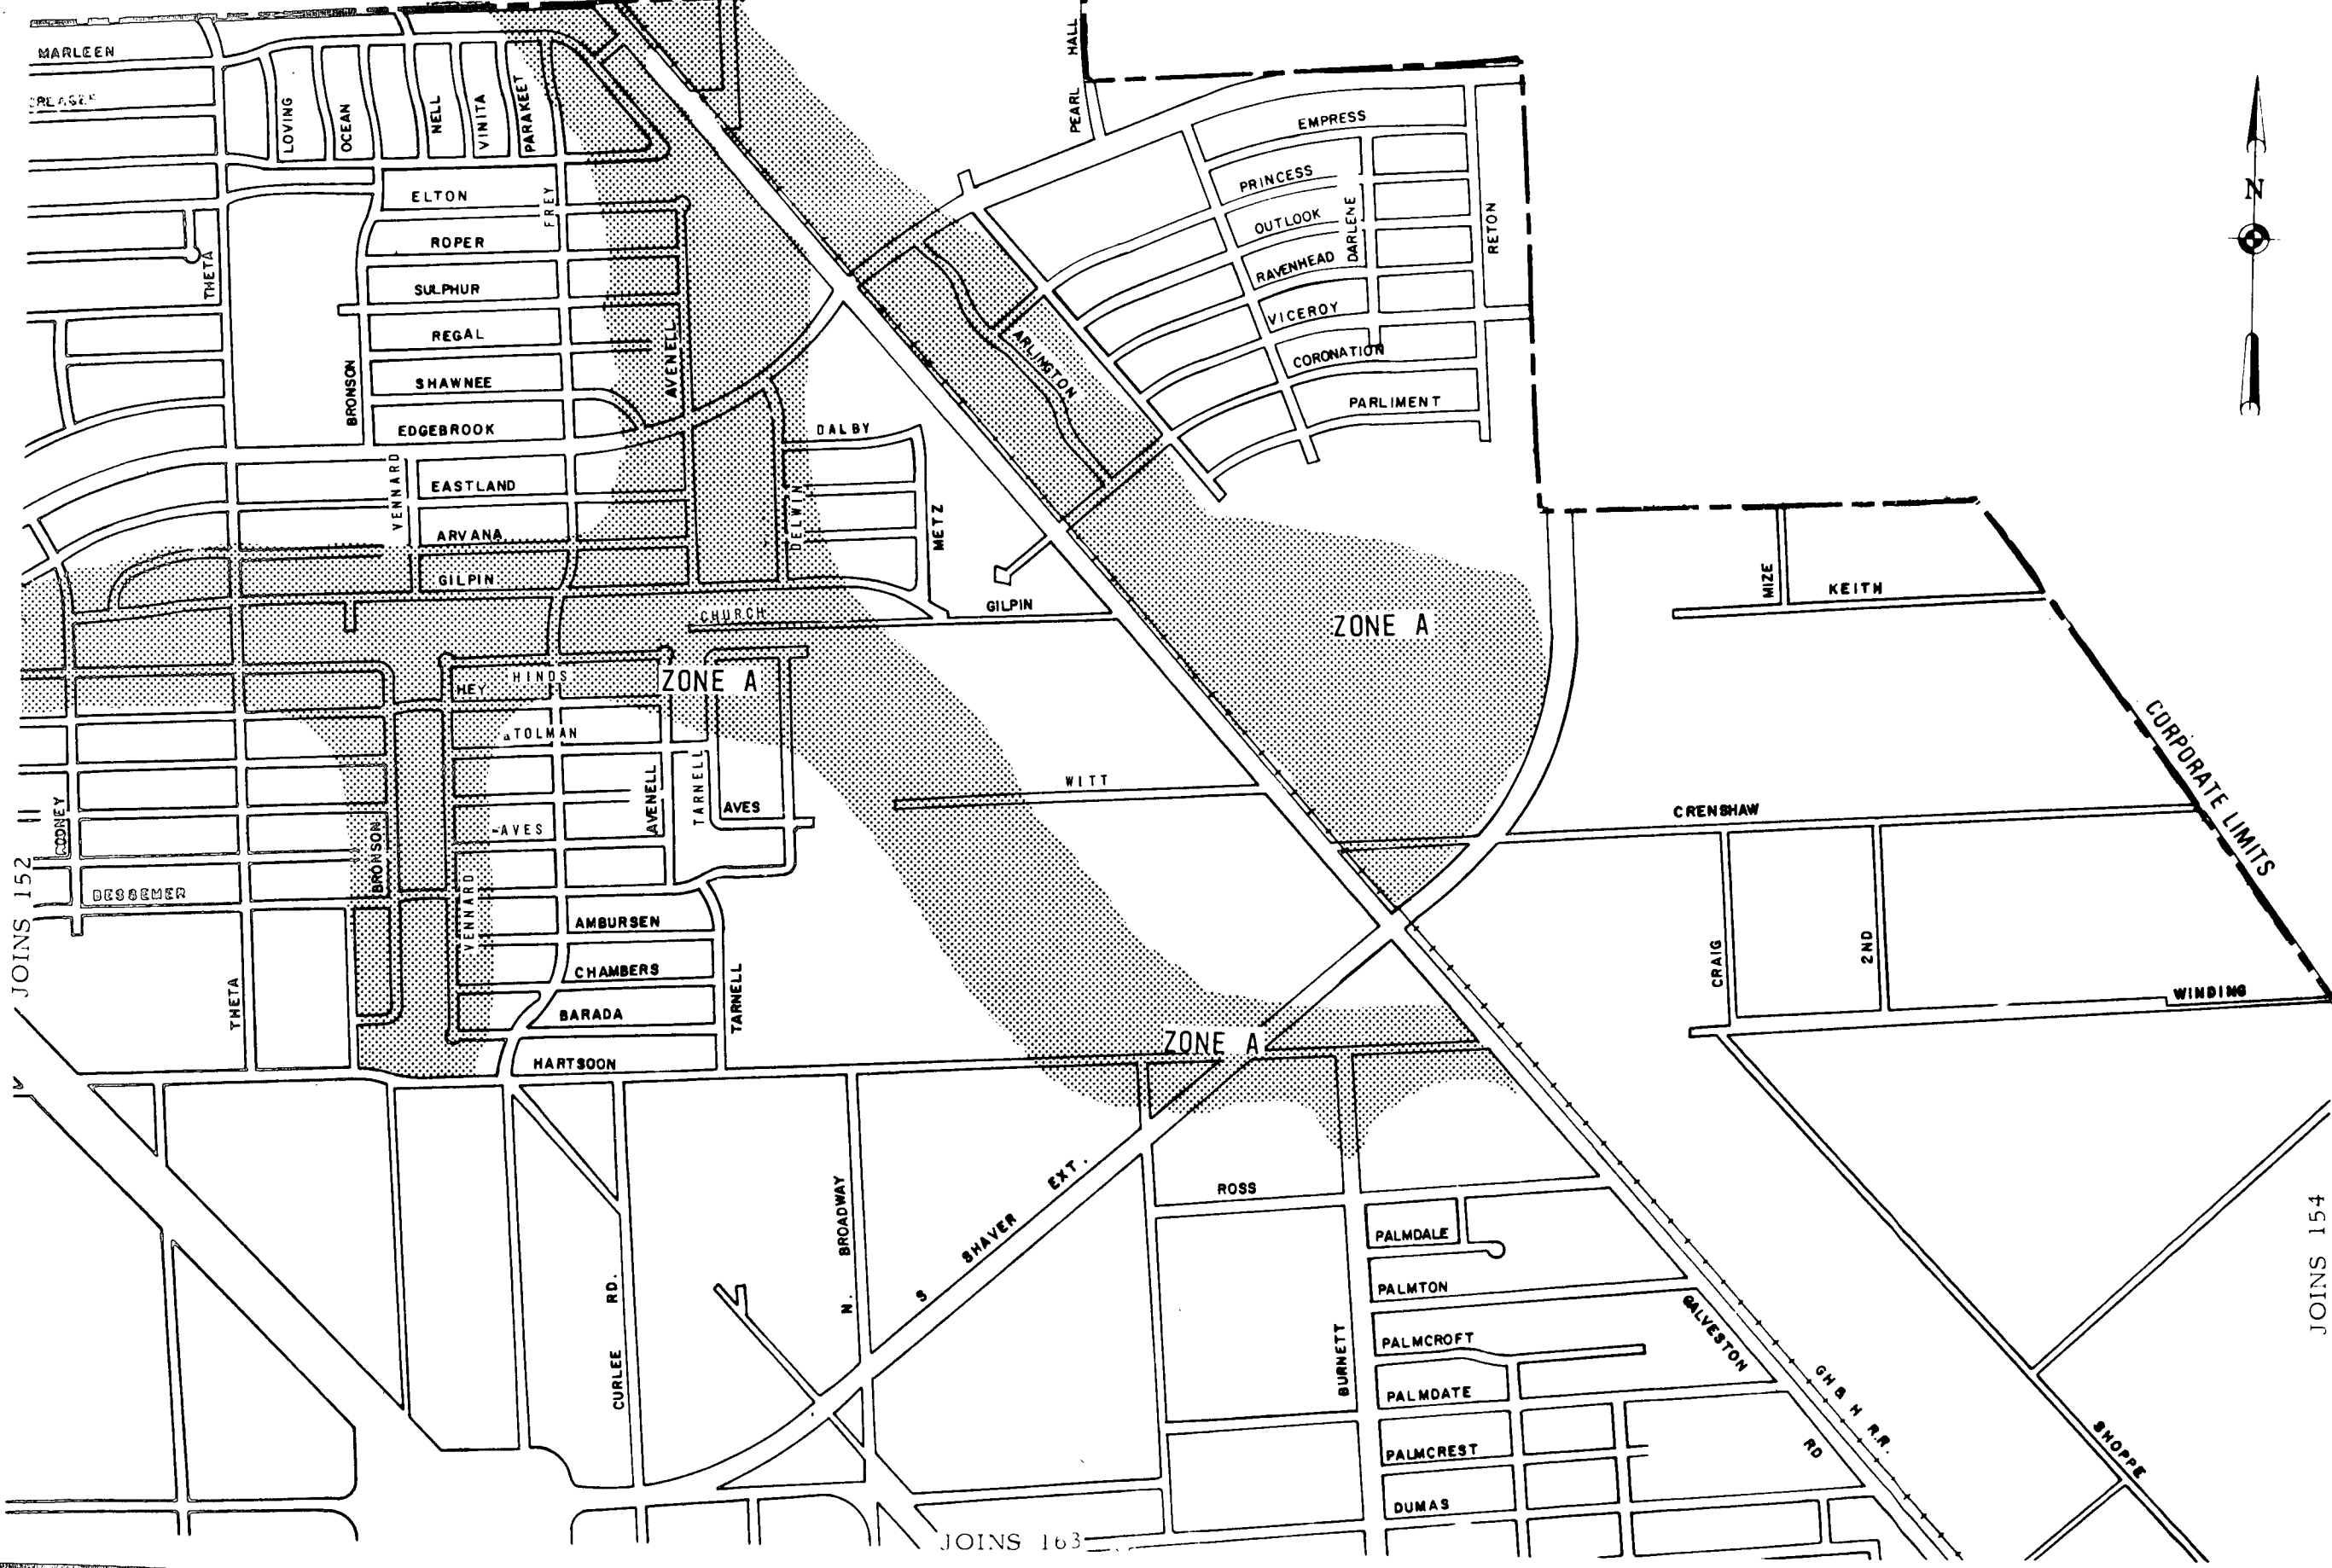 MARLEEN
CREAGER
LOVING
OCEAN
NELL
VINITA
PARAKEET
HALL
PEARL
EMPRESS
PRINCESS
OUTLOOK
DARLENE
RAVENHEAD
VICEROY
CORONATION
PARLIMENT
RETON
N
ELTON
FREY
ROPER
THETA
SULPHUR
REGAL
AVENELL
SHAWNEE
BRONSON
EDGEBROOK
ARLINGTON
DALBY
VENNARD
EASTLAND
DELWIN
METZ
ARVANA
GILPIN
GILPIN
CHURCH
ZONE A
MIZE
KEITH
HINDS
HEY
ZONE A
TOLMAN
AVENELL
TARNELL
AVES
AVES
WITT
CORPORATE LIMITS
CRENSHAW
RODNEY
BRONSON
JOINS 152
BESSEMER
VENNARD
AMBURSEN
CHAMBERS
BARADA
HARTSOON
THETA
TARNELL
CRAIG
2ND
WINDING
ZONE A
ROSS
N. BROADWAY
S SHAVER EXT.
CURLEE RD.
BURNETT
PALMDALE
PALMTON
PALMCROFT
PALMDATE
PALMCREST
DUMAS
GALVESTON RD
GH & H R.R.
SHOPPE
JOINS 154
JOINS 163